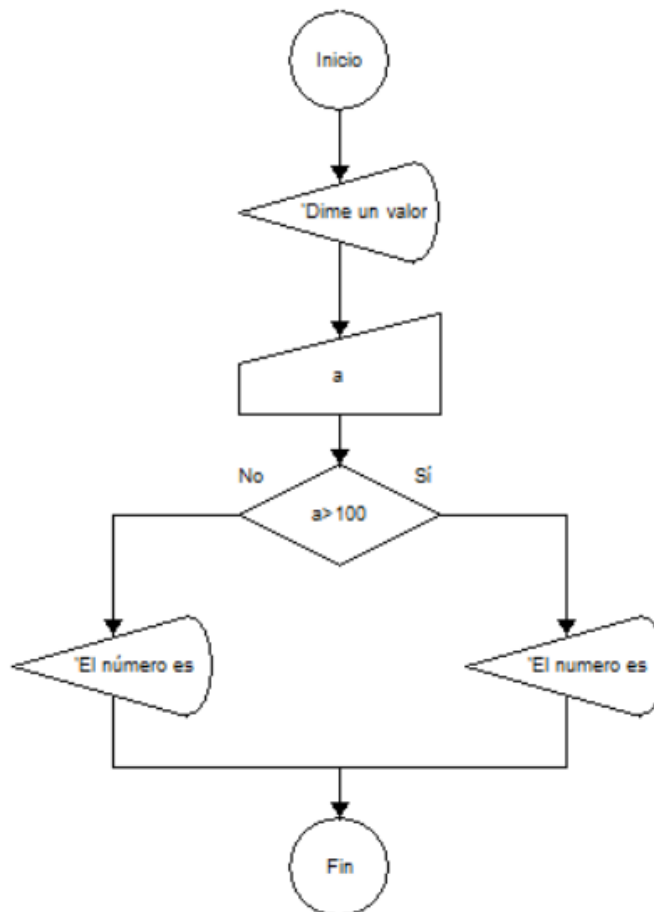 Inicio
"Dime un valor
a
No
Sí
a>100
"El número es
"El numero es
Fin